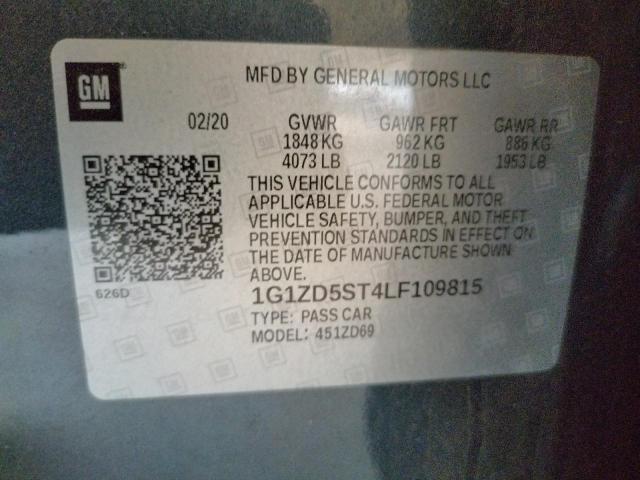 GM
MFD BY GENERAL MOTORS LLC
02/20 GVWR GAWR FRT GAWR RR
1848 KG 962 KG 886 KG
4073 LB 2120 LB 1953 LB
THIS VEHICLE CONFORMS TO ALL
APPLICABLE U.S. FEDERAL MOTOR
VEHICLE SAFETY, BUMPER, AND THEFT
PREVENTION STANDARDS IN EFFECT ON
THE DATE OF MANUFACTURE SHOWN
ABOVE.
626D
1G1ZD5ST4LF109815
TYPE: PASS CAR
MODEL: 451ZD69